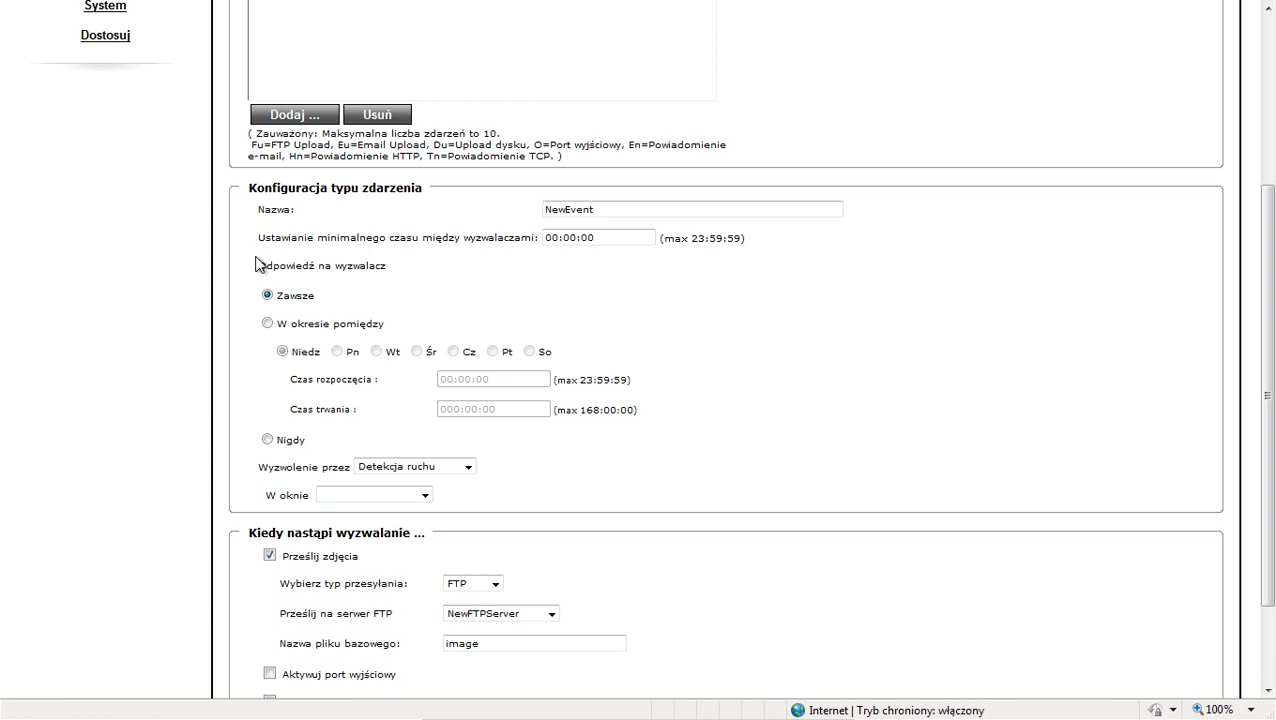 System
Dostosuj
Dodaj ... Usuń
( Zauważony: Maksymalna liczba zdarzeń to 10.
Fu=FTP Upload, Eu=Email Upload, Du=Upload dysku, O=Port wyjściowy, En=Powiadomienie
e-mail, Hn=Powiadomienie HTTP, Tn=Powiadomienie TCP. )
Konfiguracja typu zdarzenia
Nazwa: NewEvent
Ustawianie minimalnego czasu między wyzwalaczami: 00:00:00 (max 23:59:59)
dpowiedź na wyzwalacz
Zawsze
W okresie pomiędzy
Niedz Pn Wt Śr Cz Pt So
Czas rozpoczęcia : 00:00:00 (max 23:59:59)
Czas trwania : 000:00:00 (max 168:00:00)
Nigdy
Wyzwolenie przez Detekcja ruchu
W oknie
Kiedy nastąpi wyzwalanie ...
Prześlij zdjęcia
Wybierz typ przesyłania: FTP
Prześlij na serwer FTP NewFTPServer
Nazwa pliku bazowego: image
Aktywuj port wyjściowy
Internet | Tryb chroniony: włączony 100%